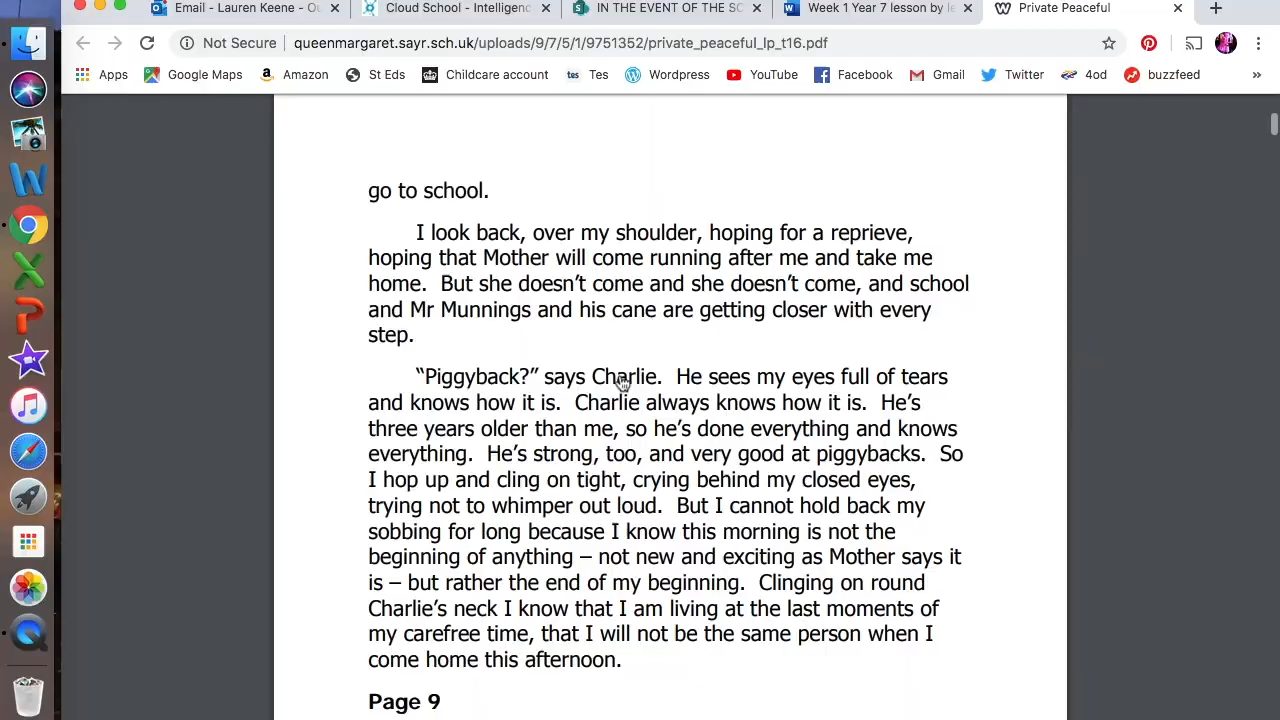 Email - Lauren Keene - Ou
Cloud School - Intelligenc
IN THE EVENT OF THE SC
Week 1 Year 7 lesson by le
Private Peaceful
Not Secure
queenmargaret.sayr.sch.uk/uploads/9/7/5/1/9751352/private_peaceful_lp_t16.pdf
Apps
Google Maps
Amazon
St Eds
Childcare account
tes
Tes
Wordpress
YouTube
Facebook
Gmail
Twitter
4od
buzzfeed
»
go to school.
I look back, over my shoulder, hoping for a reprieve,
hoping that Mother will come running after me and take me
home.  But she doesn’t come and she doesn’t come, and school
and Mr Munnings and his cane are getting closer with every
step.
“Piggyback?” says Charlie.  He sees my eyes full of tears
and knows how it is.  Charlie always knows how it is.  He’s
three years older than me, so he’s done everything and knows
everything.  He’s strong, too, and very good at piggybacks.  So
I hop up and cling on tight, crying behind my closed eyes,
trying not to whimper out loud.  But I cannot hold back my
sobbing for long because I know this morning is not the
beginning of anything – not new and exciting as Mother says it
is – but rather the end of my beginning.  Clinging on round
Charlie’s neck I know that I am living at the last moments of
my carefree time, that I will not be the same person when I
come home this afternoon.
Page 9